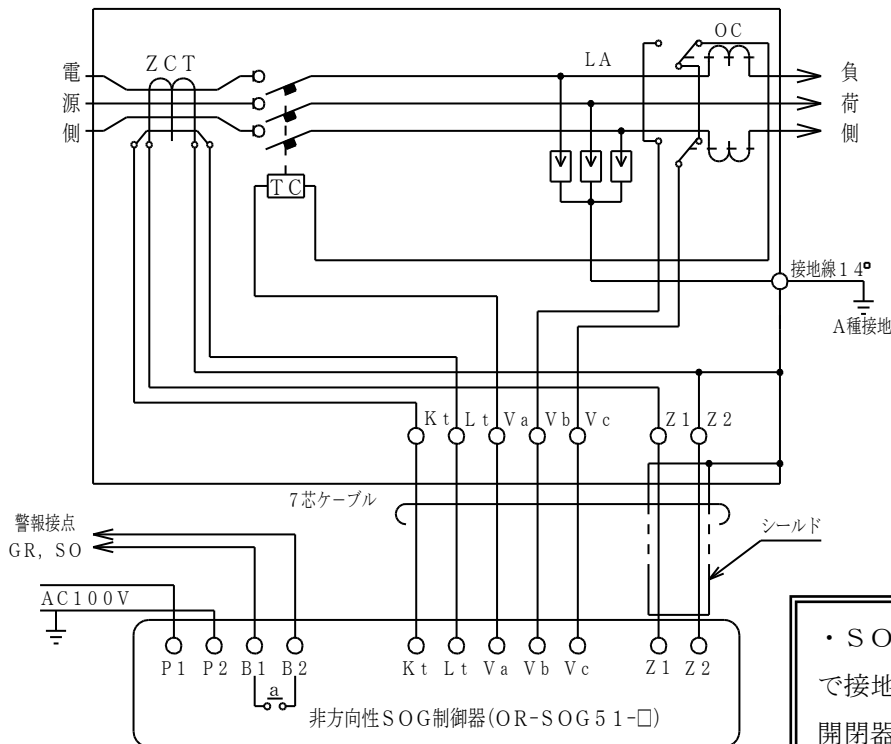 ZCT
OC
LA
電源側
負荷側
TC
接地線14□
A種接地
Kt Lt Va Vb Vc Z1 Z2
7芯ケーブル
警報接点
GR, SO
シールド
AC100V
P1 P2 B1 B2 Kt Lt Va Vb Vc Z1 Z2
a
非方向性SOG制御器(OR-SOG51-□)
・SO
で接地
開閉器